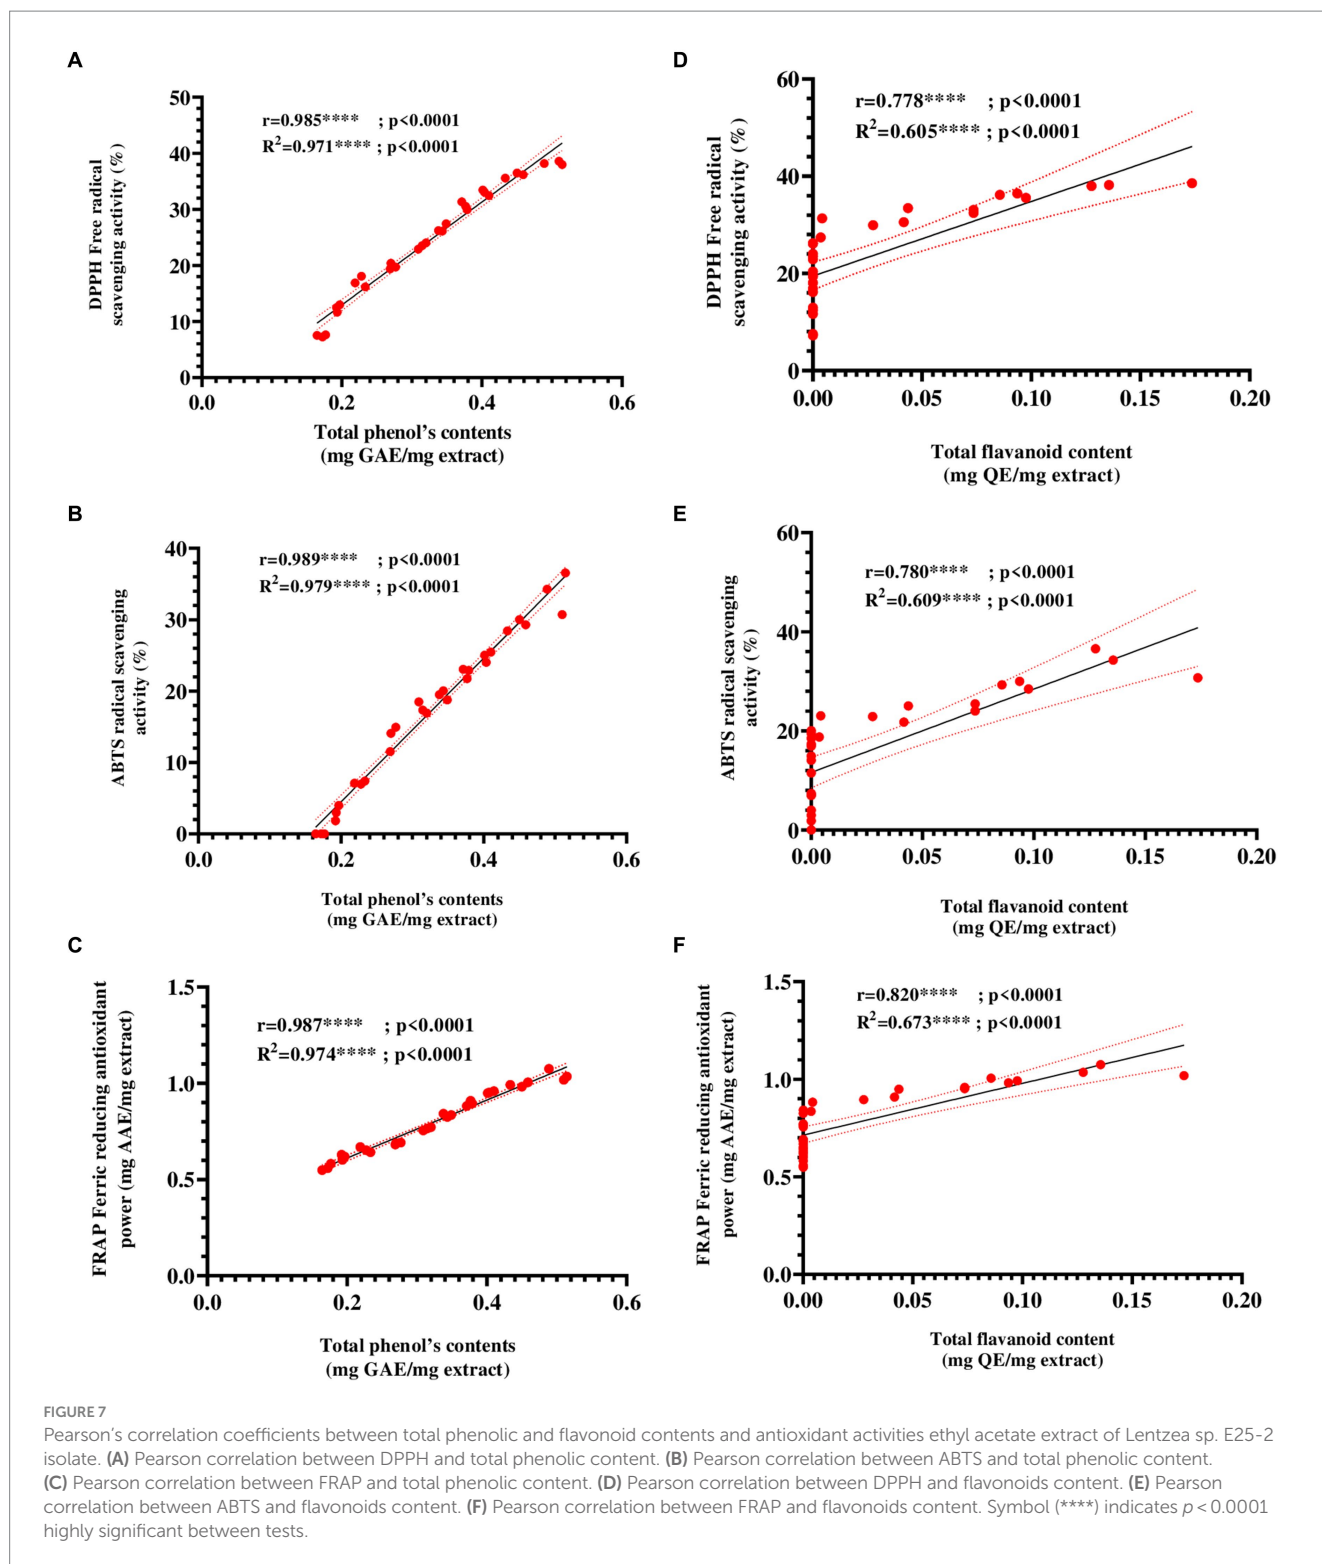 A
50
40
30
20
10
0
DPPH Free radical
scavenging activity (%)
r=0.985**** ; p<0.0001
R²=0.971**** ; p<0.0001
0.0 0.2 0.4 0.6
Total phenol's contents
(mg GAE/mg extract)
D
60
40
20
0
DPPH Free radical
scavenging activity (%)
r=0.778**** ; p<0.0001
R²=0.605**** ; p<0.0001
0.00 0.05 0.10 0.15 0.20
Total flavanoid content
(mg QE/mg extract)
B
40
30
20
10
0
ABTS radical scavenging
activity (%)
r=0.989**** ; p<0.0001
R²=0.979**** ; p<0.0001
0.0 0.2 0.4 0.6
Total phenol's contents
(mg GAE/mg extract)
E
60
40
20
0
ABTS radical scavenging
activity (%)
r=0.780**** ; p<0.0001
R²=0.609**** ; p<0.0001
0.00 0.05 0.10 0.15 0.20
Total flavanoid content
(mg QE/mg extract)
C
1.5
1.0
0.5
0.0
FRAP Ferric reducing antioxidant
power (mg AAE/mg extract)
r=0.987**** ; p<0.0001
R²=0.974**** ; p<0.0001
0.0 0.2 0.4 0.6
Total phenol's contents
(mg GAE/mg extract)
F
1.5
1.0
0.5
0.0
FRAP Ferric reducing antioxidant
power (mg AAE/mg extract)
r=0.820**** ; p<0.0001
R²=0.673**** ; p<0.0001
0.00 0.05 0.10 0.15 0.20
Total flavanoid content
(mg QE/mg extract)
FIGURE 7
Pearson's correlation coefficients between total phenolic and flavonoid contents and antioxidant activities ethyl acetate extract of Lentzea sp. E25-2
isolate. (A) Pearson correlation between DPPH and total phenolic content. (B) Pearson correlation between ABTS and total phenolic content.
(C) Pearson correlation between FRAP and total phenolic content. (D) Pearson correlation between DPPH and flavonoids content. (E) Pearson
correlation between ABTS and flavonoids content. (F) Pearson correlation between FRAP and flavonoids content. Symbol (****) indicates p < 0.0001
highly significant between tests.